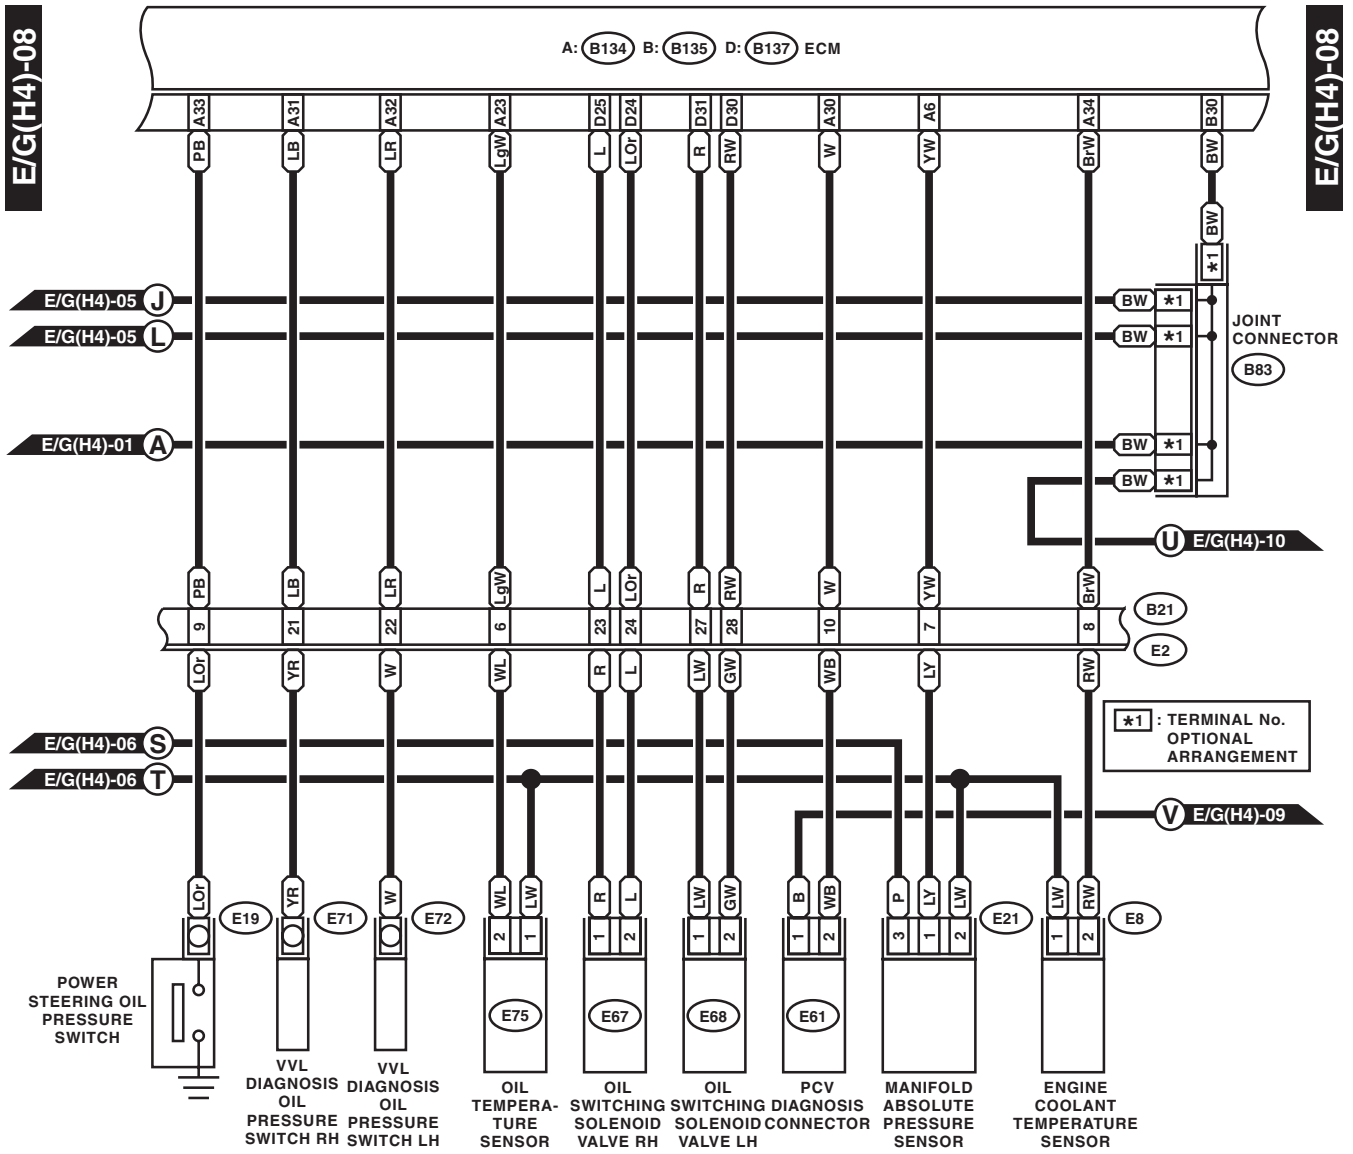 E/G(H4)-08
E/G(H4)-08
A: B134 B: B135 D: B137 ECM
A33 A31 A32 A23 D25 D24 D31 D30 A30 A6 A34 B30
PB LB LR LgW L LOr R RW W YW BrW BW
BW
*1
E/G(H4)-05 J BW *1
E/G(H4)-05 L BW *1
JOINT
CONNECTOR
B83
E/G(H4)-01 A BW *1
BW *1
U E/G(H4)-10
PB LB LR LgW L LOr R RW W YW BrW
9 21 22 6 23 24 27 28 10 7 8
B21
E2
LOr YR W WL R L LW GW WB LY RW
*1 : TERMINAL No.
OPTIONAL
ARRANGEMENT
E/G(H4)-06 S
E/G(H4)-06 T
V E/G(H4)-09
LOr YR W WL LW R L LW GW B WB P LY LW LW RW
E19 E71 E72 E21 E8
2 1 1 2 1 2 1 2 3 1 2 1 2
E75 E67 E68 E61
POWER
STEERING OIL
PRESSURE
SWITCH
VVL
DIAGNOSIS
OIL
PRESSURE
SWITCH RH
VVL
DIAGNOSIS
OIL
PRESSURE
SWITCH LH
OIL
TEMPERA-
TURE
SENSOR
OIL
SWITCHING
SOLENOID
VALVE RH
OIL
SWITCHING
SOLENOID
VALVE LH
PCV
DIAGNOSIS
CONNECTOR
MANIFOLD
ABSOLUTE
PRESSURE
SENSOR
ENGINE
COOLANT
TEMPERATURE
SENSOR